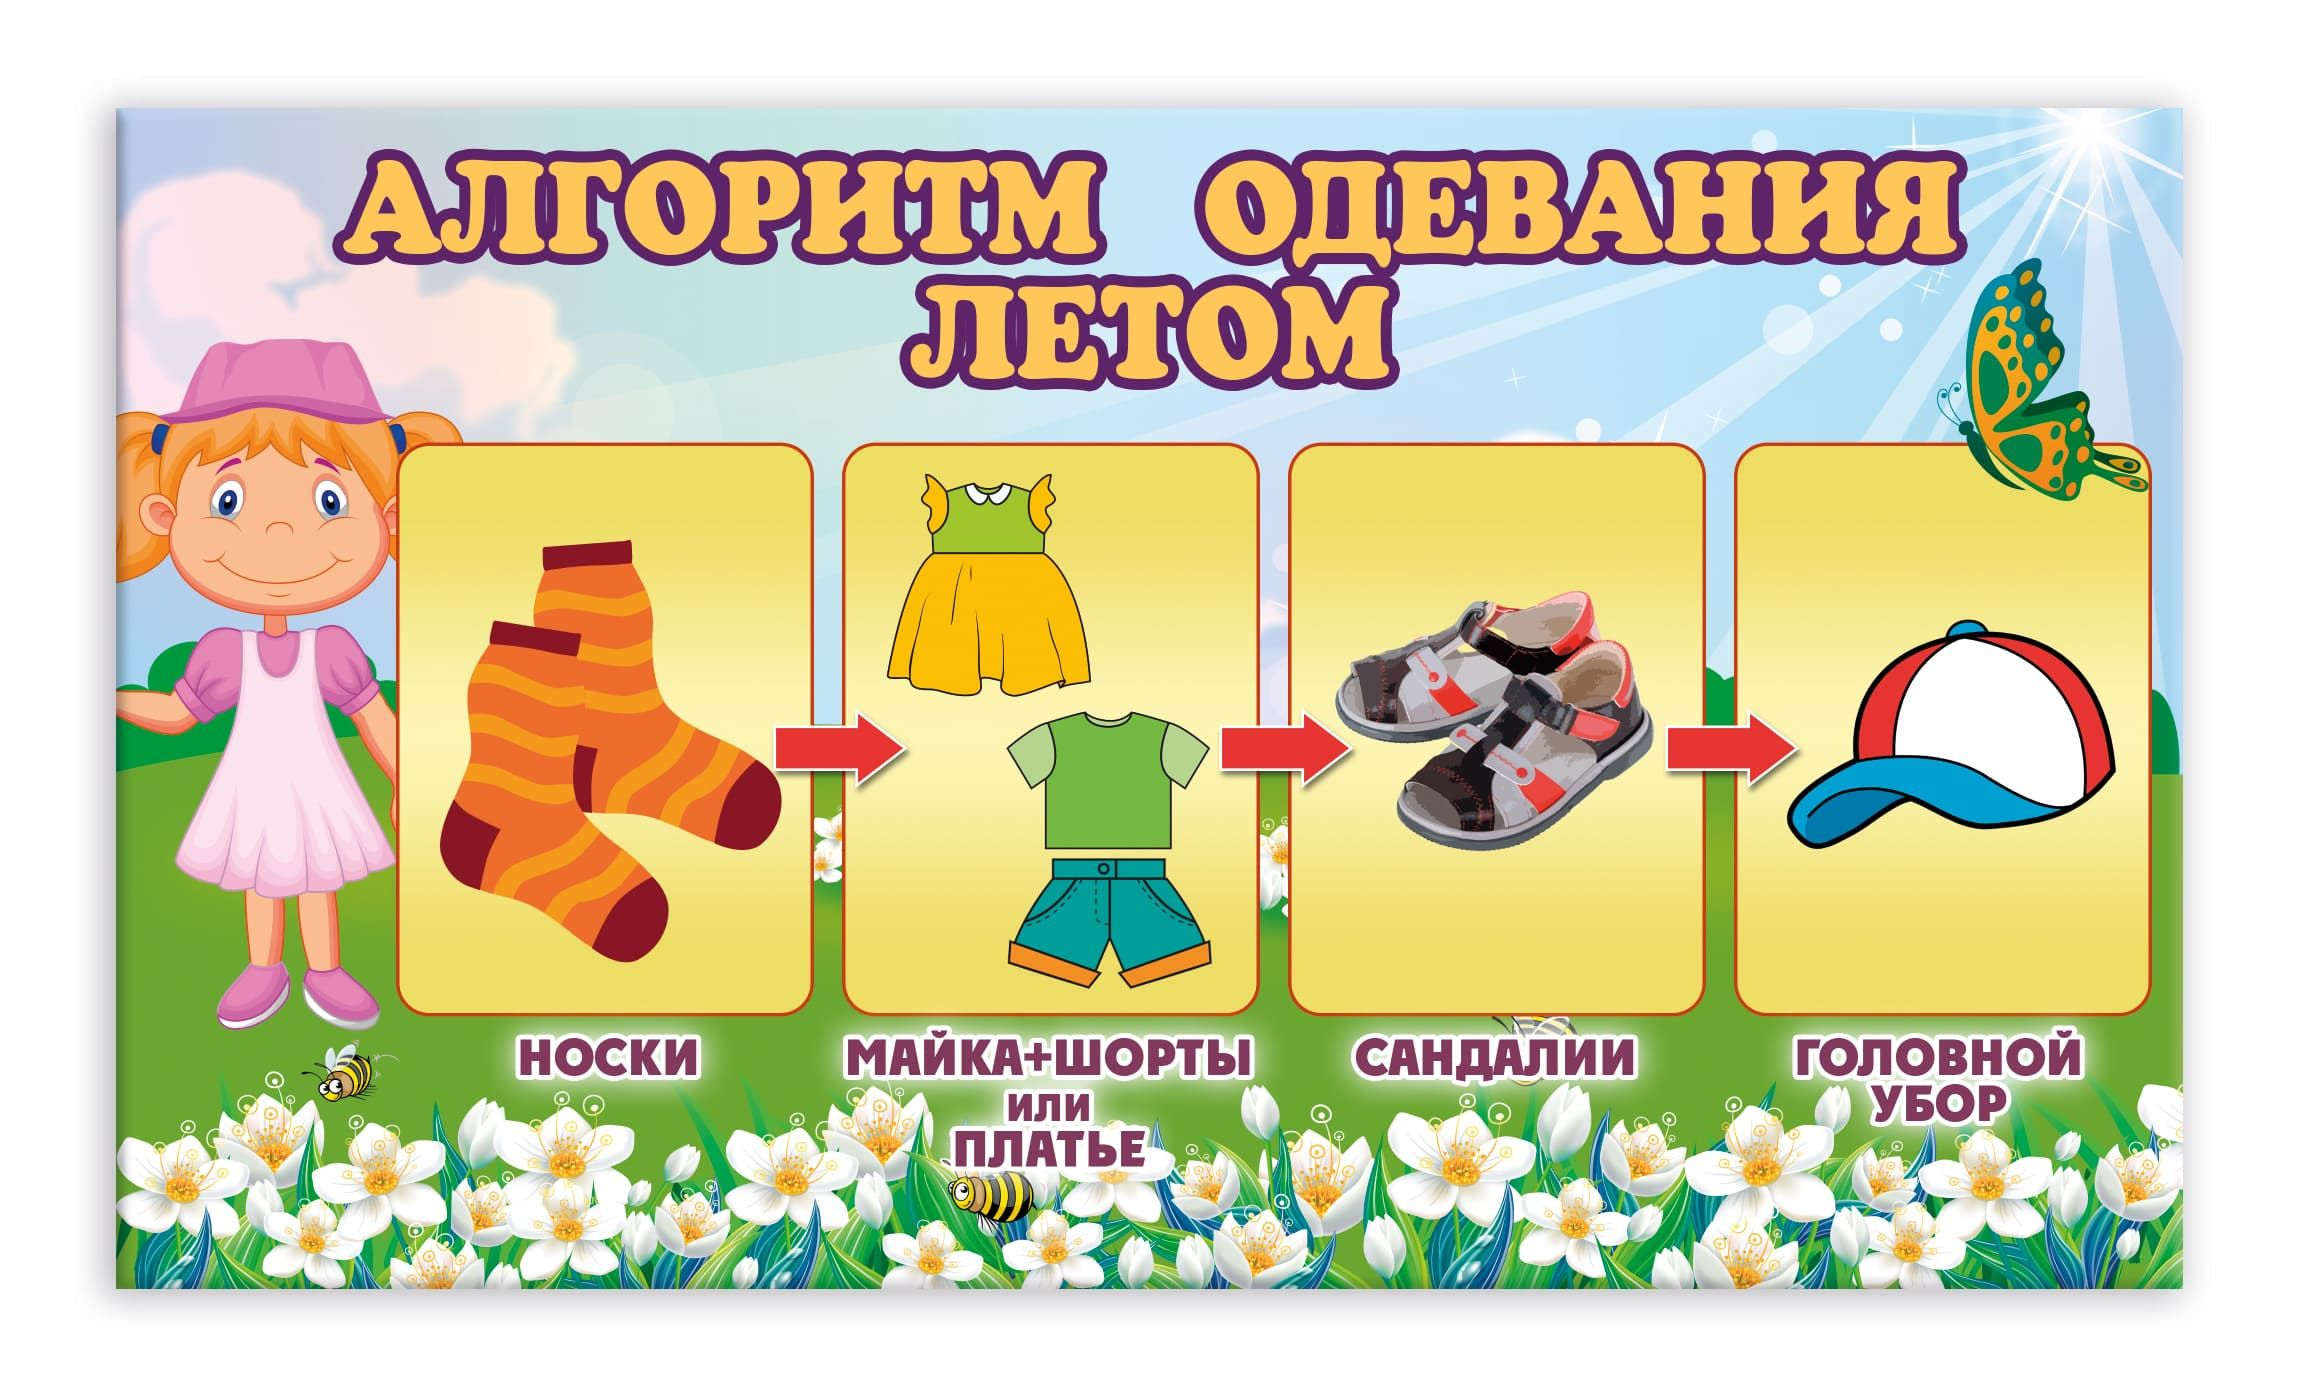 АЛГОРИТМ ОДЕВАНИЯ
ЛЕТОМ
НОСКИ
МАЙКА+ШОРТЫ
или
ПЛАТЬЕ
САНДАЛИИ
ГОЛОВНОЙ
УБОР